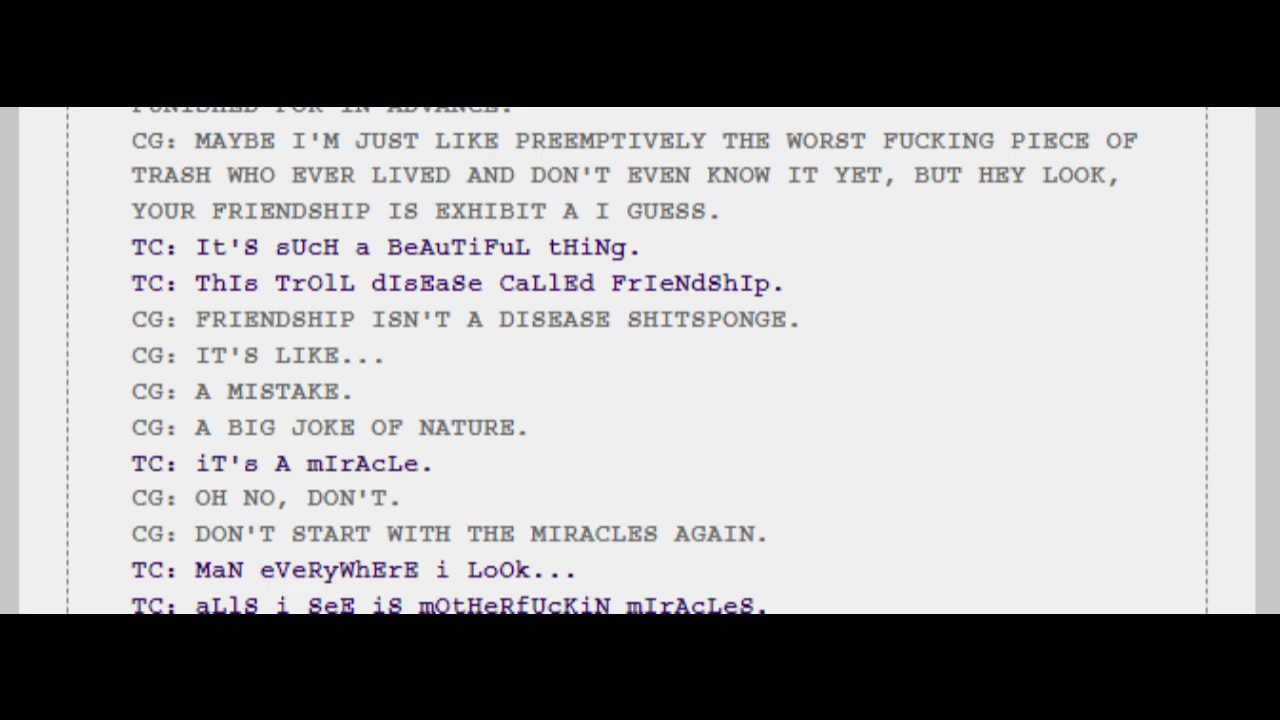 PUNISHED FOR IN ADVANCE.
CG: MAYBE I'M JUST LIKE PREEMPTIVELY THE WORST FUCKING PIECE OF
TRASH WHO EVER LIVED AND DON'T EVEN KNOW IT YET, BUT HEY LOOK,
YOUR FRIENDSHIP IS EXHIBIT A I GUESS.
TC: It'S sUcH a BeAuTiFuL tHiNg.
TC: ThIs TrOlL dIsEaSe CaLlEd FrIeNdShIp.
CG: FRIENDSHIP ISN'T A DISEASE SHITSPONGE.
CG: IT'S LIKE...
CG: A MISTAKE.
CG: A BIG JOKE OF NATURE.
TC: iT's A mIrAcLe.
CG: OH NO, DON'T.
CG: DON'T START WITH THE MIRACLES AGAIN.
TC: MaN eVeRyWhErE i LoOk...
TC: aLlS i SeE iS mOtHeRfUcKiN mIrAcLeS.